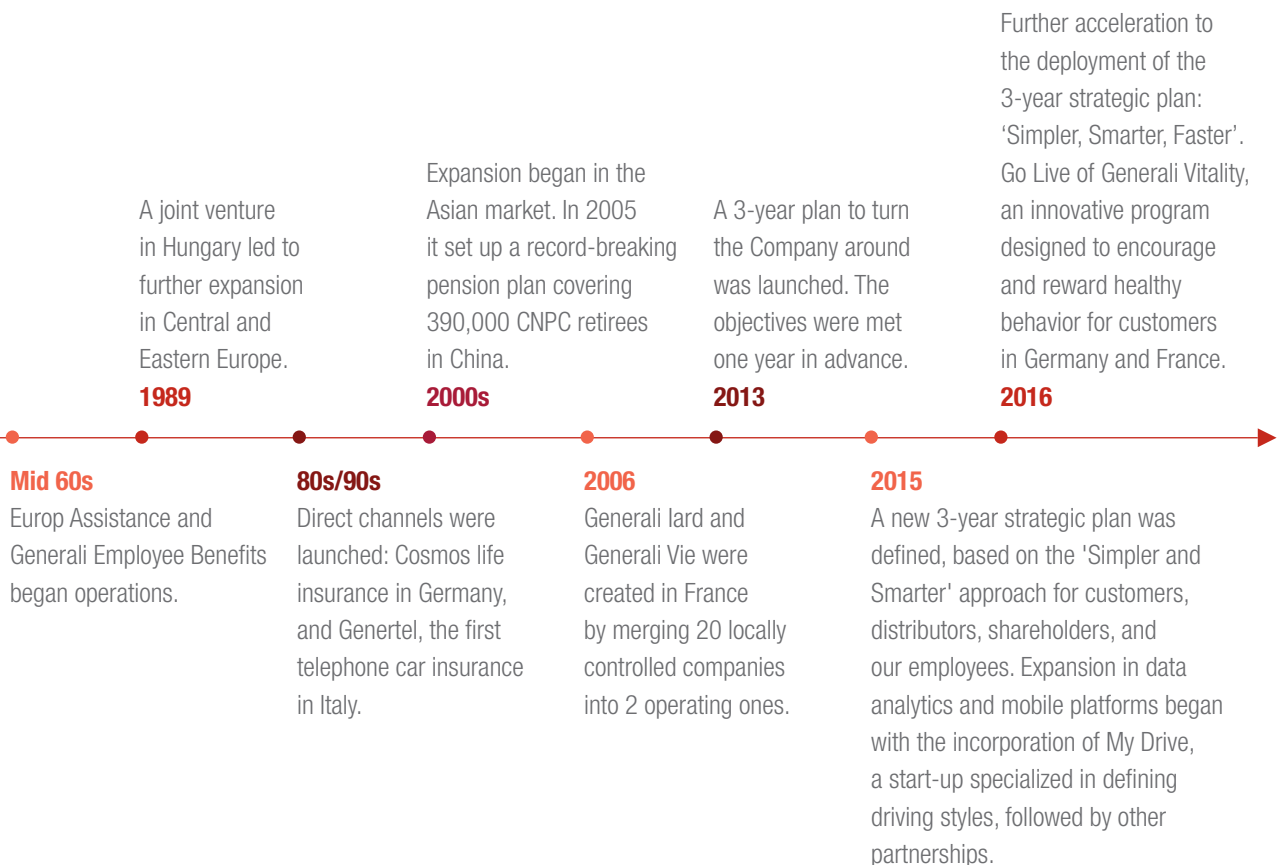 Mid 60s
Europ Assistance and
Generali Employee Benefits
began operations.
A joint venture
in Hungary led to
further expansion
in Central and
Eastern Europe.
1989
80s/90s
Direct channels were
launched: Cosmos life
insurance in Germany,
and Genertel, the first
telephone car insurance
in Italy.
Expansion began in the
Asian market. In 2005
it set up a record-breaking
pension plan covering
390,000 CNPC retirees
in China.
2000s
2006
Generali Iard and
Generali Vie were
created in France
by merging 20 locally
controlled companies
into 2 operating ones.
A 3-year plan to turn
the Company around
was launched. The
objectives were met
one year in advance.
2013
2015
A new 3-year strategic plan was
defined, based on the 'Simpler and
Smarter' approach for customers,
distributors, shareholders, and
our employees. Expansion in data
analytics and mobile platforms began
with the incorporation of My Drive,
a start-up specialized in defining
driving styles, followed by other
partnerships.
Further acceleration to
the deployment of the
3-year strategic plan:
‘Simpler, Smarter, Faster’.
Go Live of Generali Vitality,
an innovative program
designed to encourage
and reward healthy
behavior for customers
in Germany and France.
2016